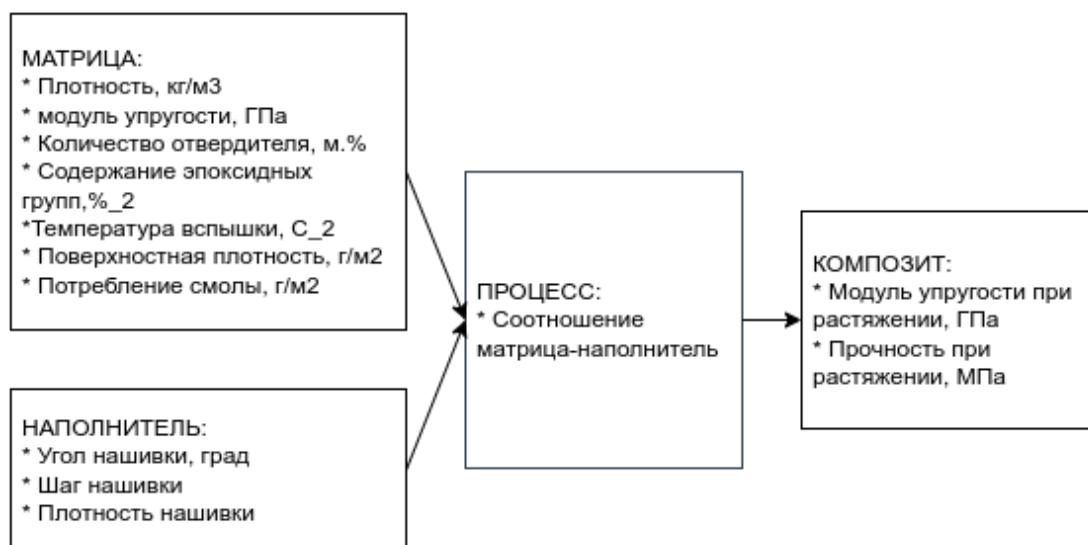 МАТРИЦА:
* Плотность, кг/м3
* модуль упругости, ГПа
* Количество отвердителя, м.%
* Содержание эпоксидных
групп,%_2
*Температура вспышки, С_2
* Поверхностная плотность, г/м2
* Потребление смолы, г/м2
НАПОЛНИТЕЛЬ:
* Угол нашивки, град
* Шаг нашивки
* Плотность нашивки
ПРОЦЕСС:
* Соотношение
матрица-наполнитель
КОМПОЗИТ:
* Модуль упругости при
растяжении, ГПа
* Прочность при
растяжении, МПа